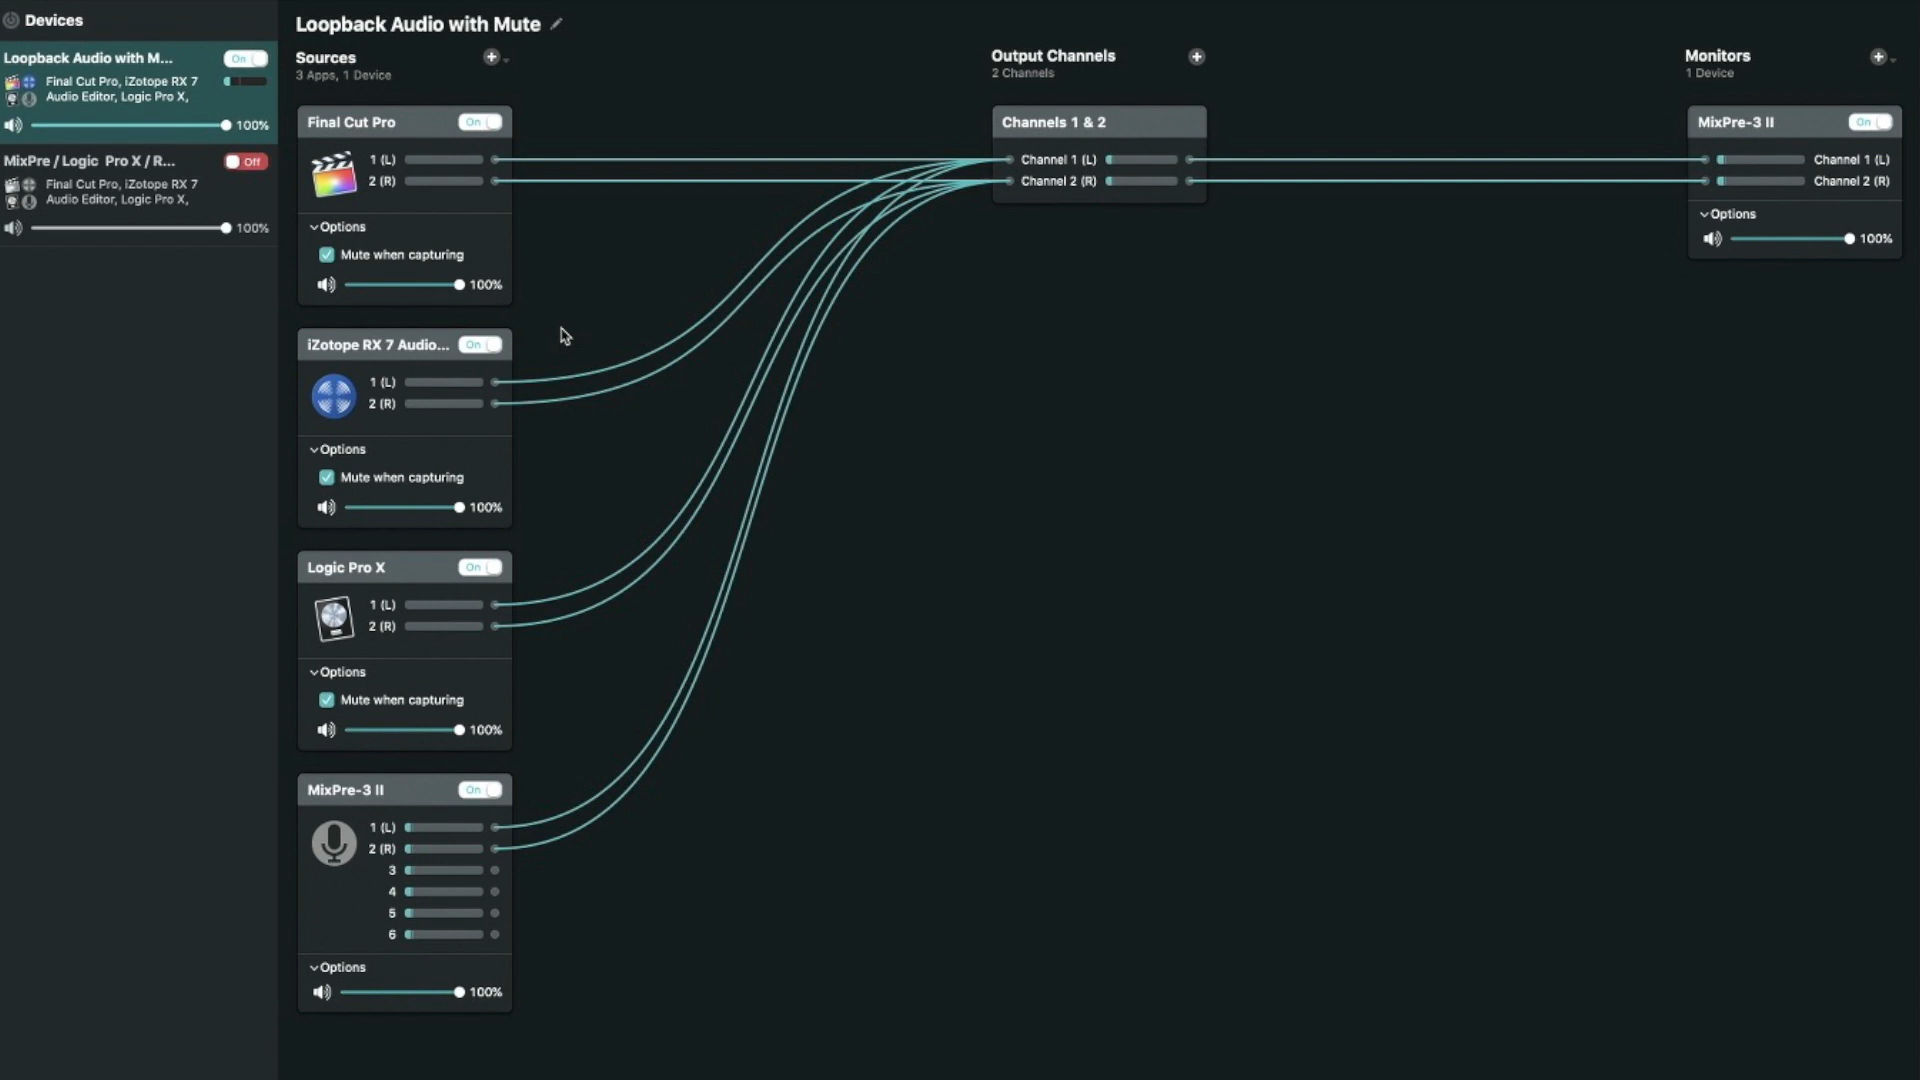 Devices
Loopback Audio with M...
On
Final Cut Pro, iZotope RX 7
Audio Editor, Logic Pro X,
100%
MixPre / Logic Pro X / R...
Off
Final Cut Pro, iZotope RX 7
Audio Editor, Logic Pro X,
100%
Loopback Audio with Mute
Sources
3 Apps, 1 Device
Final Cut Pro
On
1 (L)
2 (R)
Options
Mute when capturing
100%
iZotope RX 7 Audio...
On
1 (L)
2 (R)
Options
Mute when capturing
100%
Logic Pro X
On
1 (L)
2 (R)
Options
Mute when capturing
100%
MixPre-3 II
On
1 (L)
2 (R)
3
4
5
6
Options
100%
Output Channels
2 Channels
Channels 1 & 2
Channel 1 (L)
Channel 2 (R)
Monitors
1 Device
MixPre-3 II
On
Channel 1 (L)
Channel 2 (R)
Options
100%